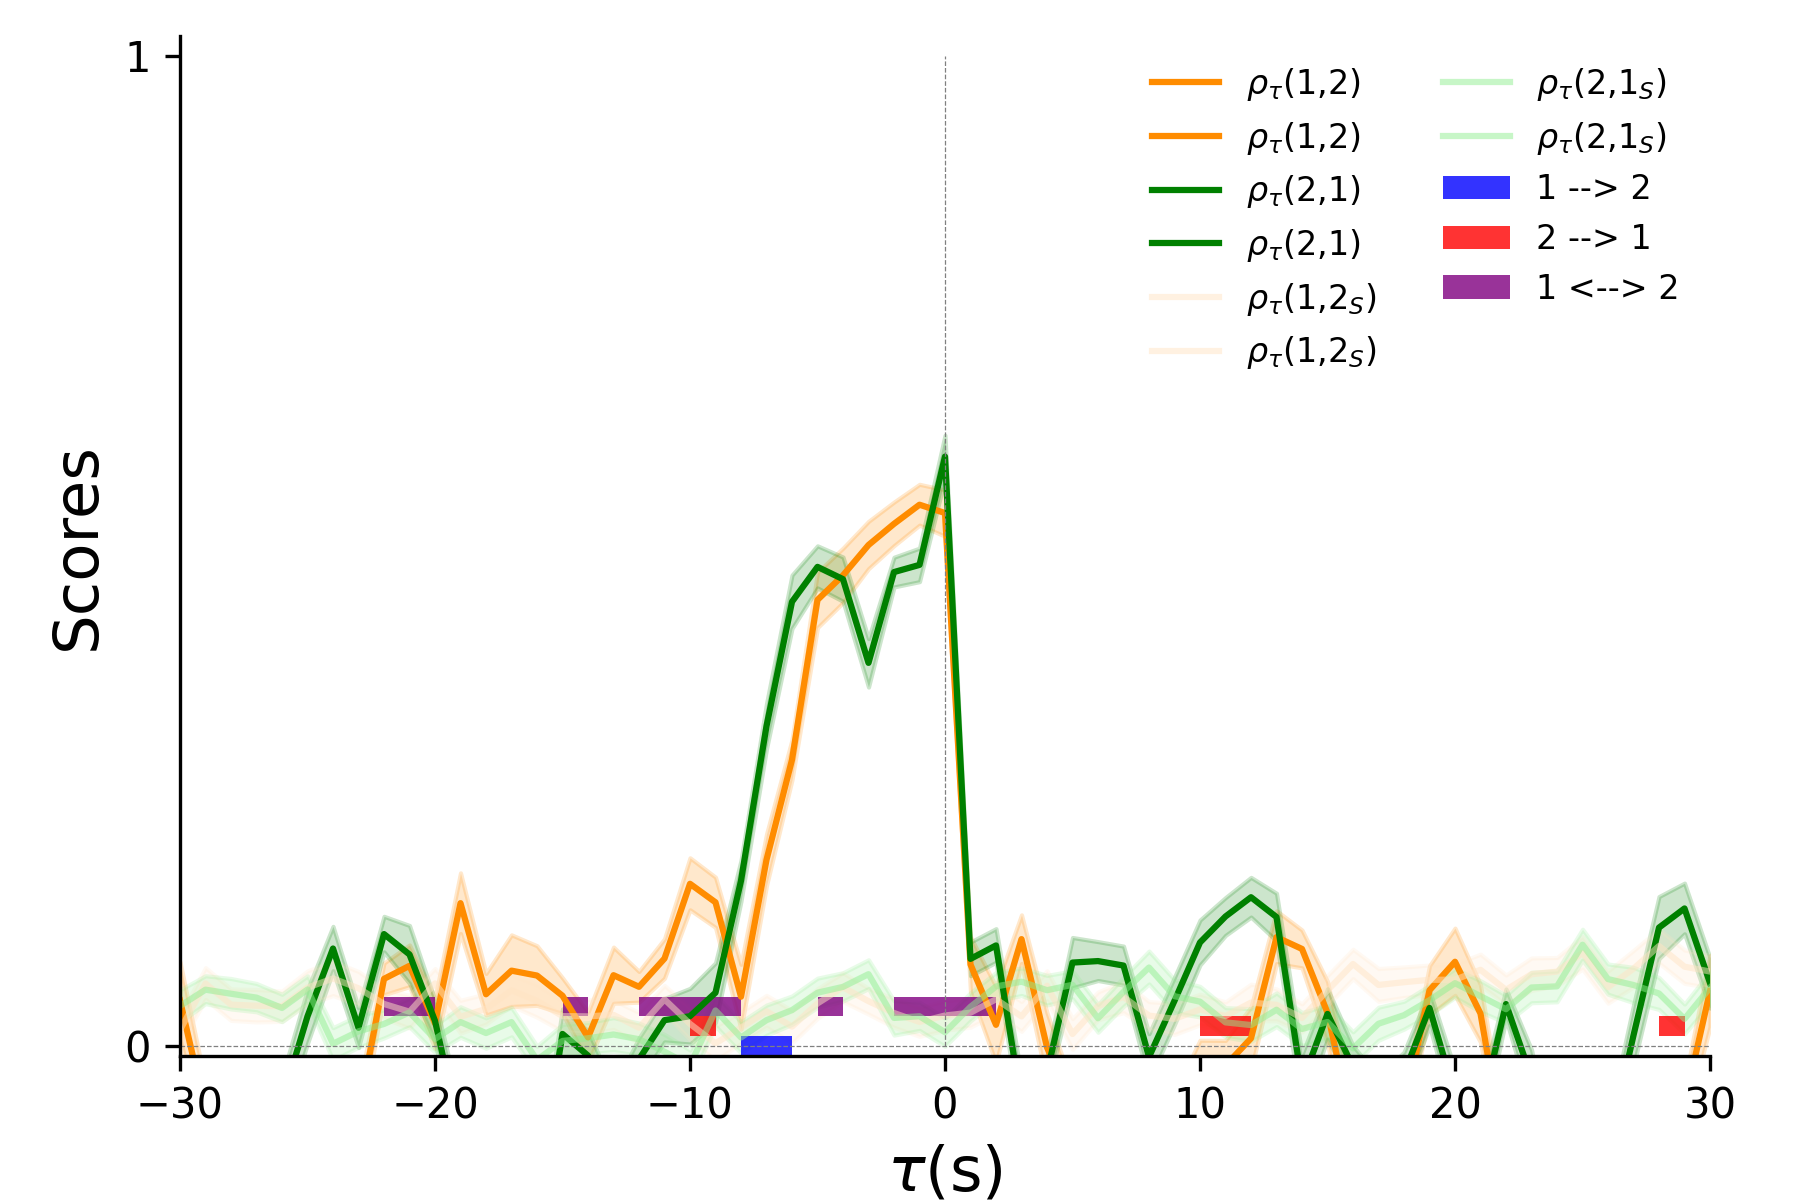 1
ρτ(1,2)
ρτ(1,2)
ρτ(2,1)
ρτ(2,1)
ρτ(1,2S)
ρτ(1,2S)
ρτ(2,1S)
ρτ(2,1S)
1 --> 2
2 --> 1
1 <--> 2
Scores
0
−30 −20 −10 0 10 20 30
τ(s)